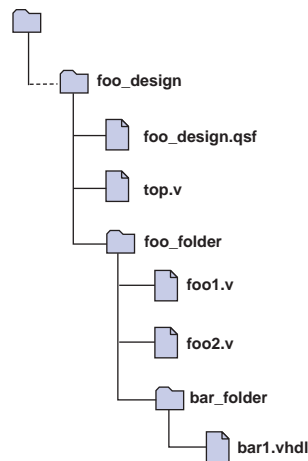 foo_design
foo_design.qsf
top.v
foo_folder
foo1.v
foo2.v
bar_folder
bar1.vhdl